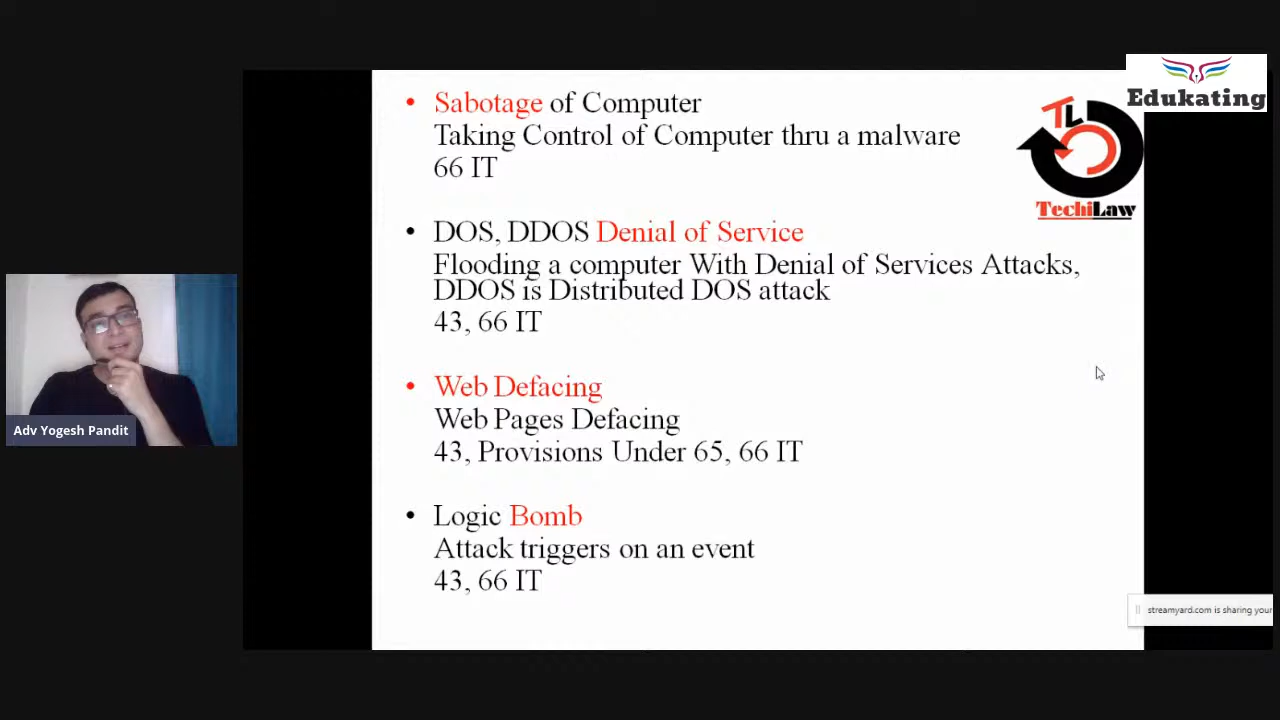 Edukating
TL
TechiLaw
• Sabotage of Computer
Taking Control of Computer thru a malware
66 IT
• DOS, DDOS Denial of Service
Flooding a computer With Denial of Services Attacks,
DDOS is Distributed DOS attack
43, 66 IT
• Web Defacing
Web Pages Defacing
43, Provisions Under 65, 66 IT
• Logic Bomb
Attack triggers on an event
43, 66 IT
Adv Yogesh Pandit
streamyard.com is sharing your